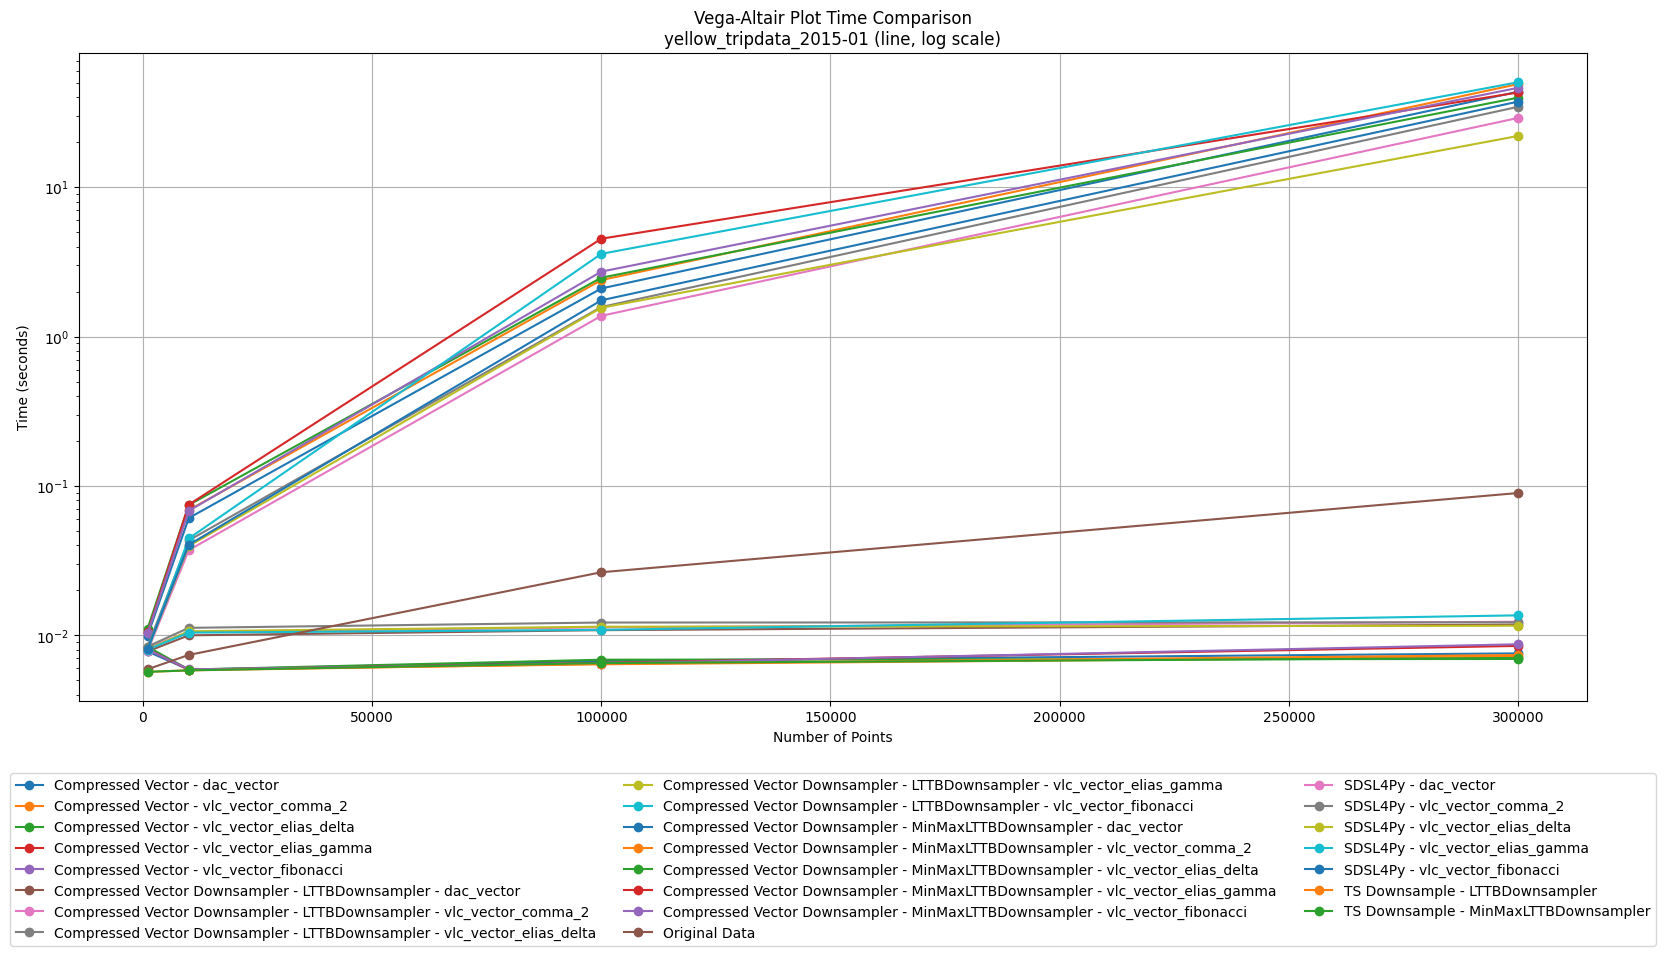 Vega-Altair Plot Time Comparison
yellow_tripdata_2015-01 (line, log scale)
Time (seconds)
10¹
10⁰
10⁻¹
10⁻²
0 50000 100000 150000 200000 250000 300000
Number of Points
Compressed Vector - dac_vector
Compressed Vector - vlc_vector_comma_2
Compressed Vector - vlc_vector_elias_delta
Compressed Vector - vlc_vector_elias_gamma
Compressed Vector - vlc_vector_fibonacci
Compressed Vector Downsampler - LTTBDownsampler - dac_vector
Compressed Vector Downsampler - LTTBDownsampler - vlc_vector_comma_2
Compressed Vector Downsampler - LTTBDownsampler - vlc_vector_elias_delta
Compressed Vector Downsampler - LTTBDownsampler - vlc_vector_elias_gamma
Compressed Vector Downsampler - LTTBDownsampler - vlc_vector_fibonacci
Compressed Vector Downsampler - MinMaxLTTBDownsampler - dac_vector
Compressed Vector Downsampler - MinMaxLTTBDownsampler - vlc_vector_comma_2
Compressed Vector Downsampler - MinMaxLTTBDownsampler - vlc_vector_elias_delta
Compressed Vector Downsampler - MinMaxLTTBDownsampler - vlc_vector_elias_gamma
Compressed Vector Downsampler - MinMaxLTTBDownsampler - vlc_vector_fibonacci
Original Data
SDSL4Py - dac_vector
SDSL4Py - vlc_vector_comma_2
SDSL4Py - vlc_vector_elias_delta
SDSL4Py - vlc_vector_elias_gamma
SDSL4Py - vlc_vector_fibonacci
TS Downsample - LTTBDownsampler
TS Downsample - MinMaxLTTBDownsampler